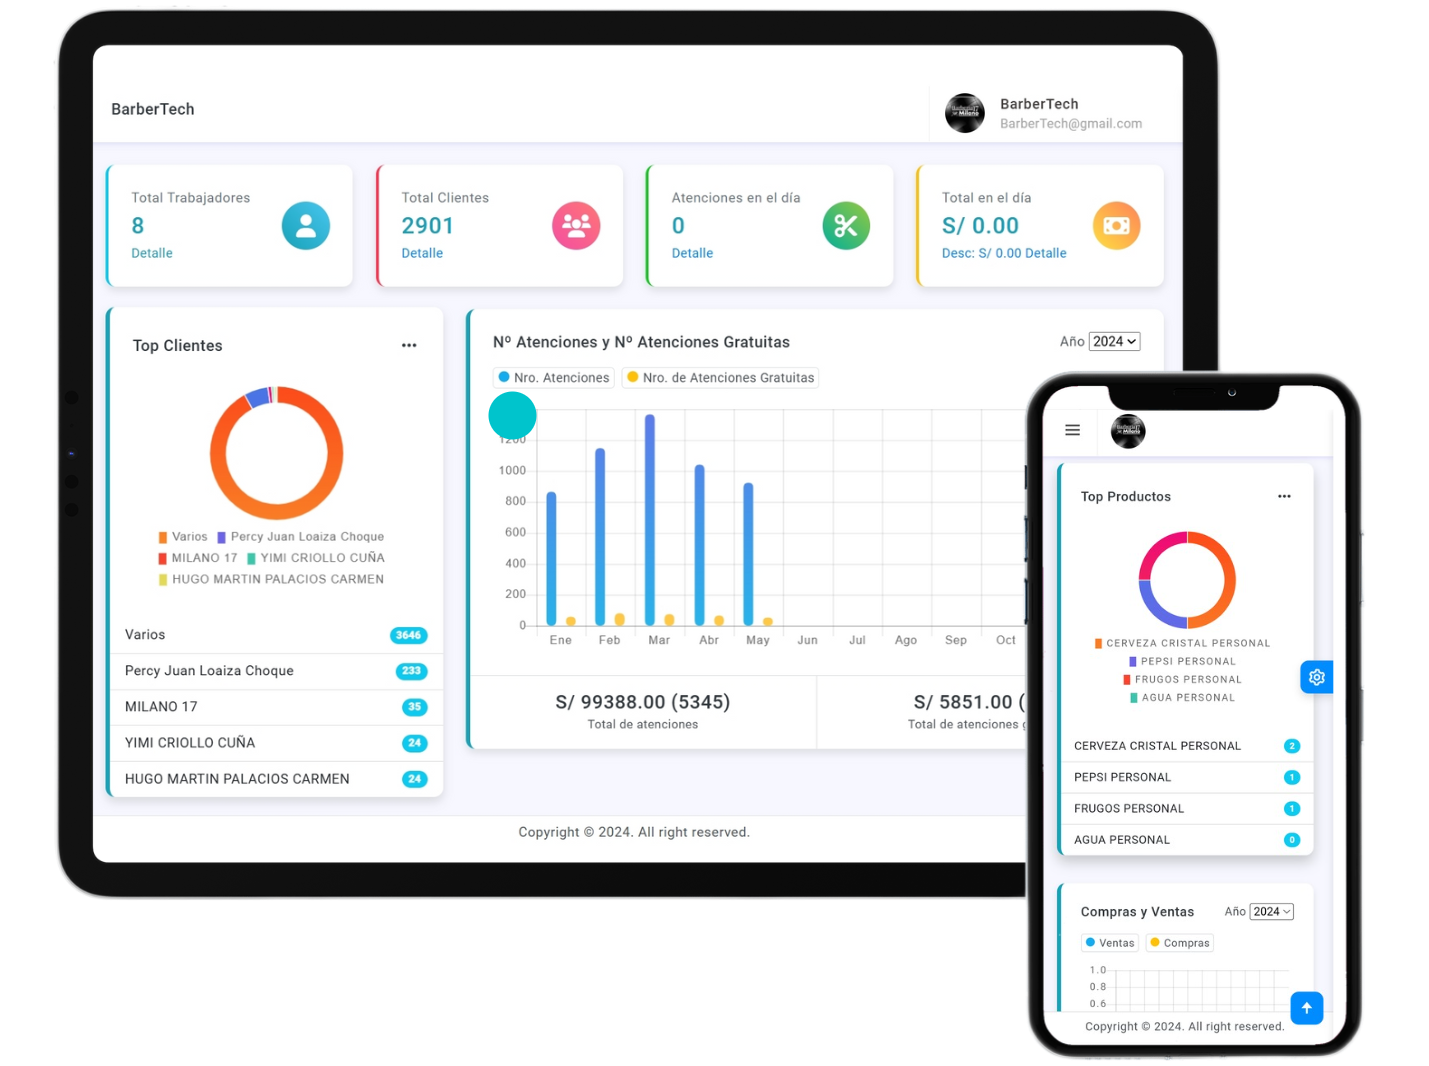 BarberTech
BarberTech
BarberTech@gmail.com
Total Trabajadores
8
Detalle
Total Clientes
2901
Detalle
Atenciones en el día
0
Detalle
Total en el día
S/ 0.00
Desc: S/ 0.00 Detalle
Top Clientes
Varios Percy Juan Loaiza Choque
MILANO 17 YIMI CRIOLLO CUÑA
HUGO MARTIN PALACIOS CARMEN
Varios 3646
Percy Juan Loaiza Choque 233
MILANO 17 35
YIMI CRIOLLO CUÑA 24
HUGO MARTIN PALACIOS CARMEN 24
Nº Atenciones y Nº Atenciones Gratuitas
Año 2024
Nro. Atenciones Nro. de Atenciones Gratuitas
1200
1000
800
600
400
200
0
Ene Feb Mar Abr May Jun Jul Ago Sep Oct
S/ 99388.00 (5345)
Total de atenciones
S/ 5851.00 (
Total de atenciones
Copyright © 2024. All right reserved.
Top Productos
CERVEZA CRISTAL PERSONAL
PEPSI PERSONAL
FRUGOS PERSONAL
AGUA PERSONAL
CERVEZA CRISTAL PERSONAL 2
PEPSI PERSONAL 1
FRUGOS PERSONAL 1
AGUA PERSONAL 0
Compras y Ventas
Año 2024
Ventas Compras
1.0
0.8
0.6
Copyright © 2024. All right reserved.